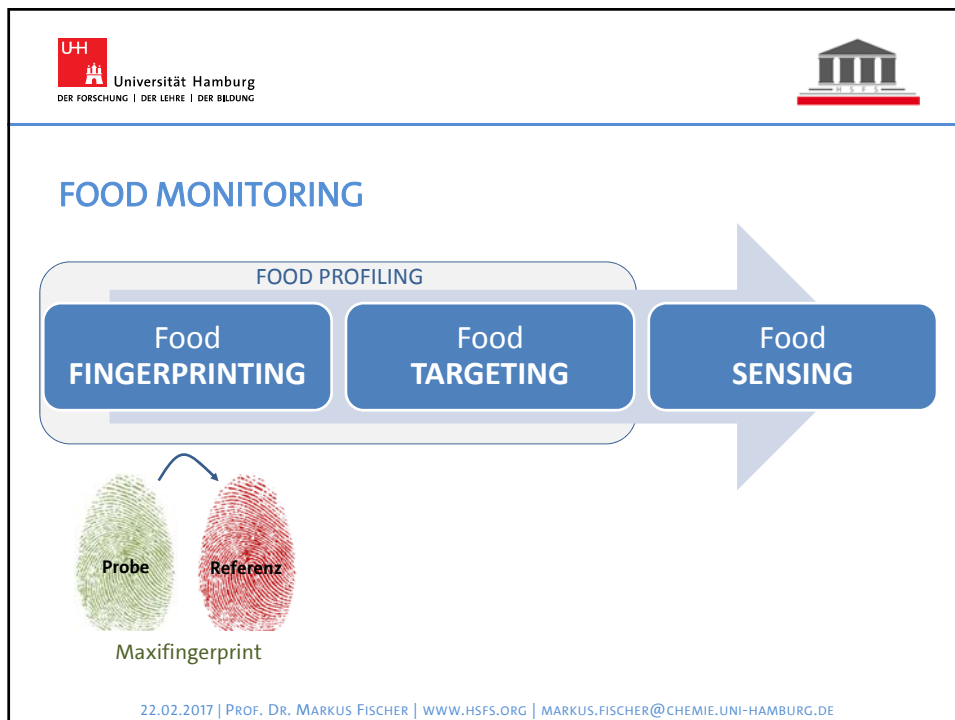 UHH
Universität Hamburg
DER FORSCHUNG | DER LEHRE | DER BILDUNG
HSFS
FOOD MONITORING
FOOD PROFILING
Food
FINGERPRINTING
Food
TARGETING
Food
SENSING
Probe
Referenz
Maxifingerprint
22.02.2017 | PROF. DR. MARKUS FISCHER | WWW.HSFS.ORG | MARKUS.FISCHER@CHEMIE.UNI-HAMBURG.DE